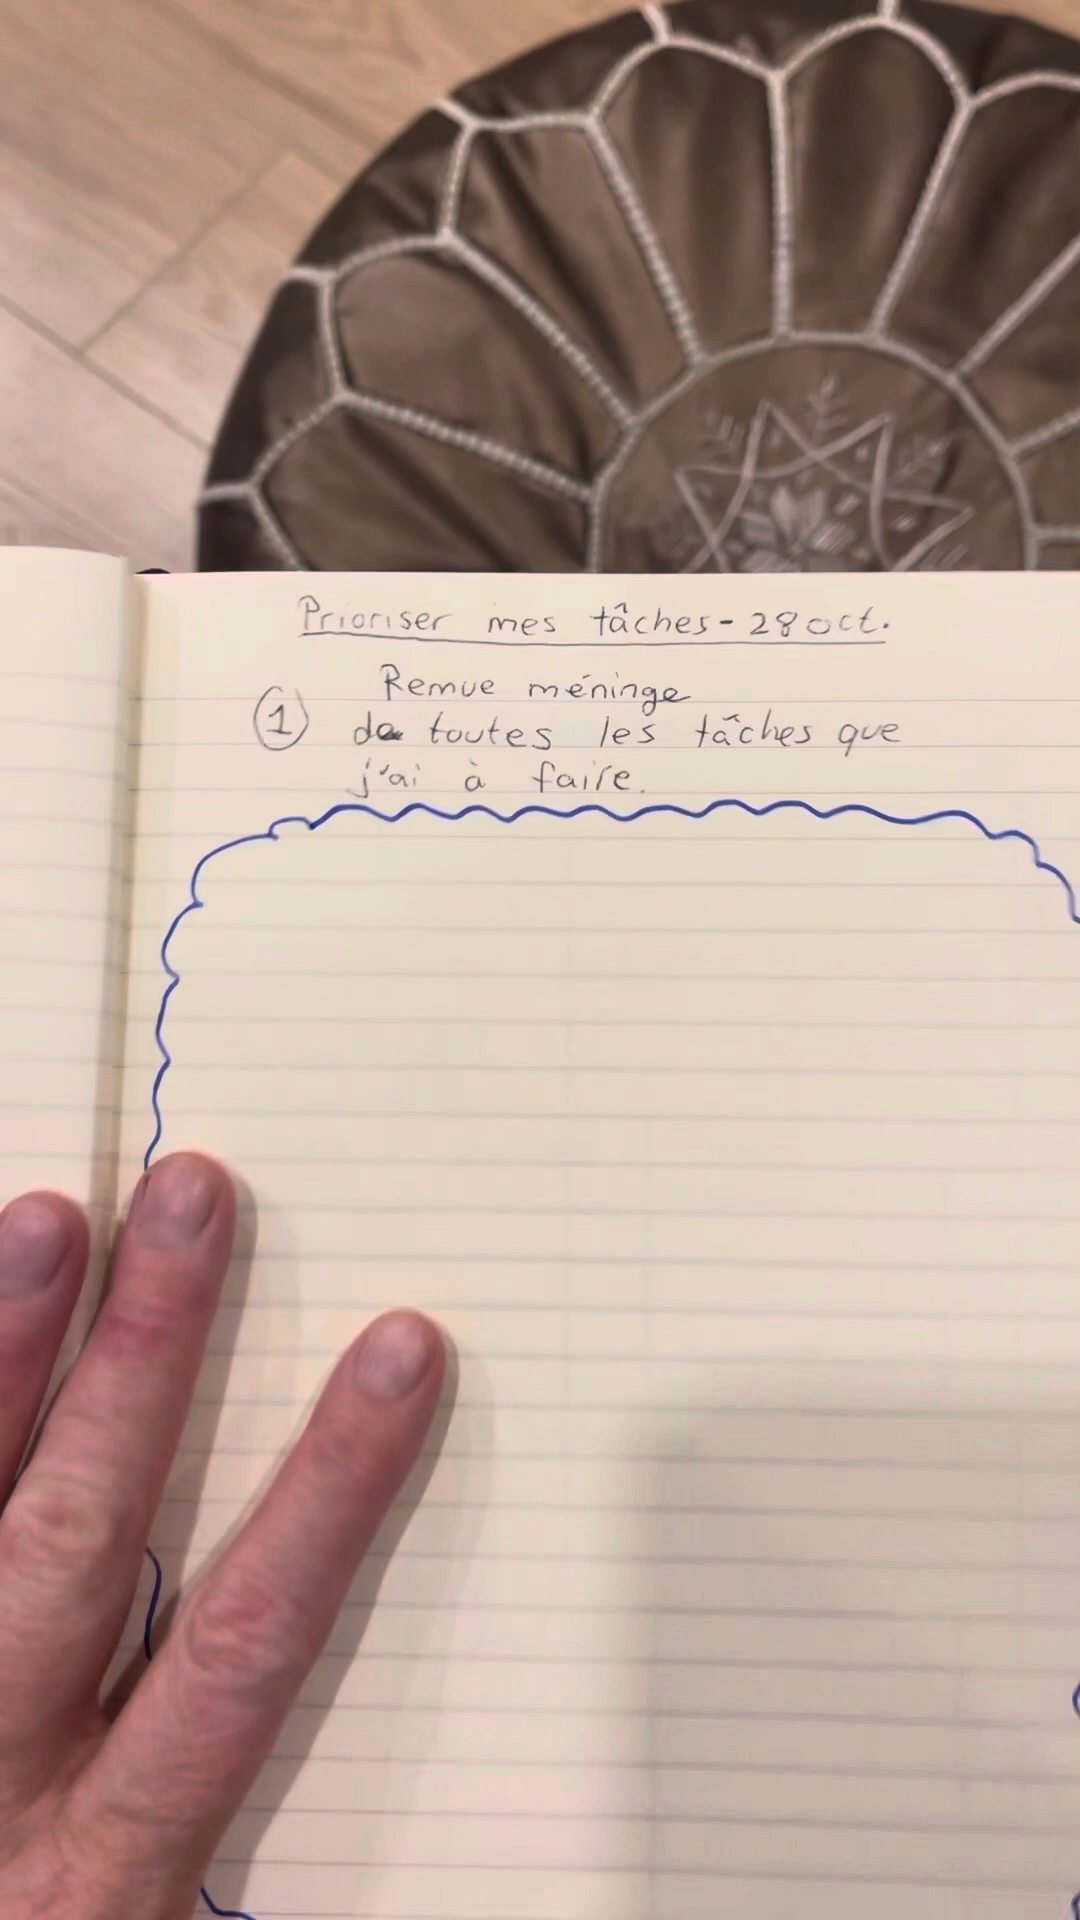 Prioriser mes tâches - 28 oct.
Remue méninge
1 de toutes les tâches que
j'ai à faire.